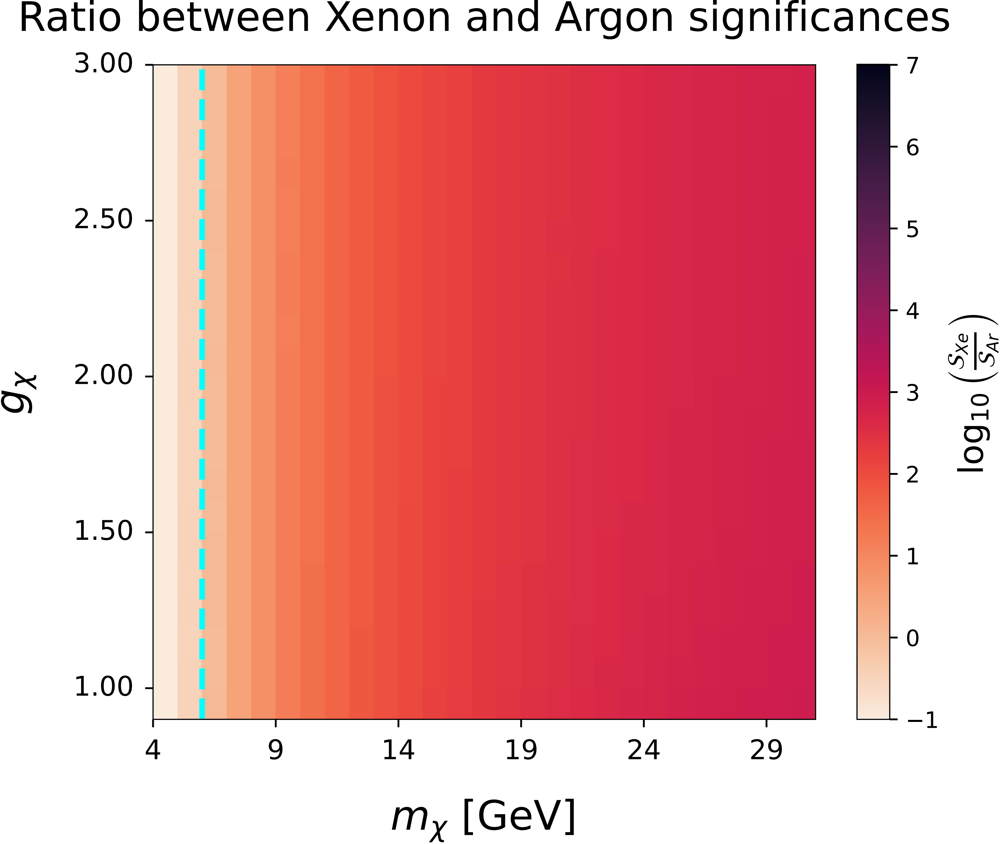 Ratio between Xenon and Argon significances
3.00
2.50
2.00
1.50
1.00
gχ
4 9 14 19 24 29
mχ [GeV]
7
6
5
4
3
2
1
0
−1
log10 (𝒮Xe/𝒮Ar)